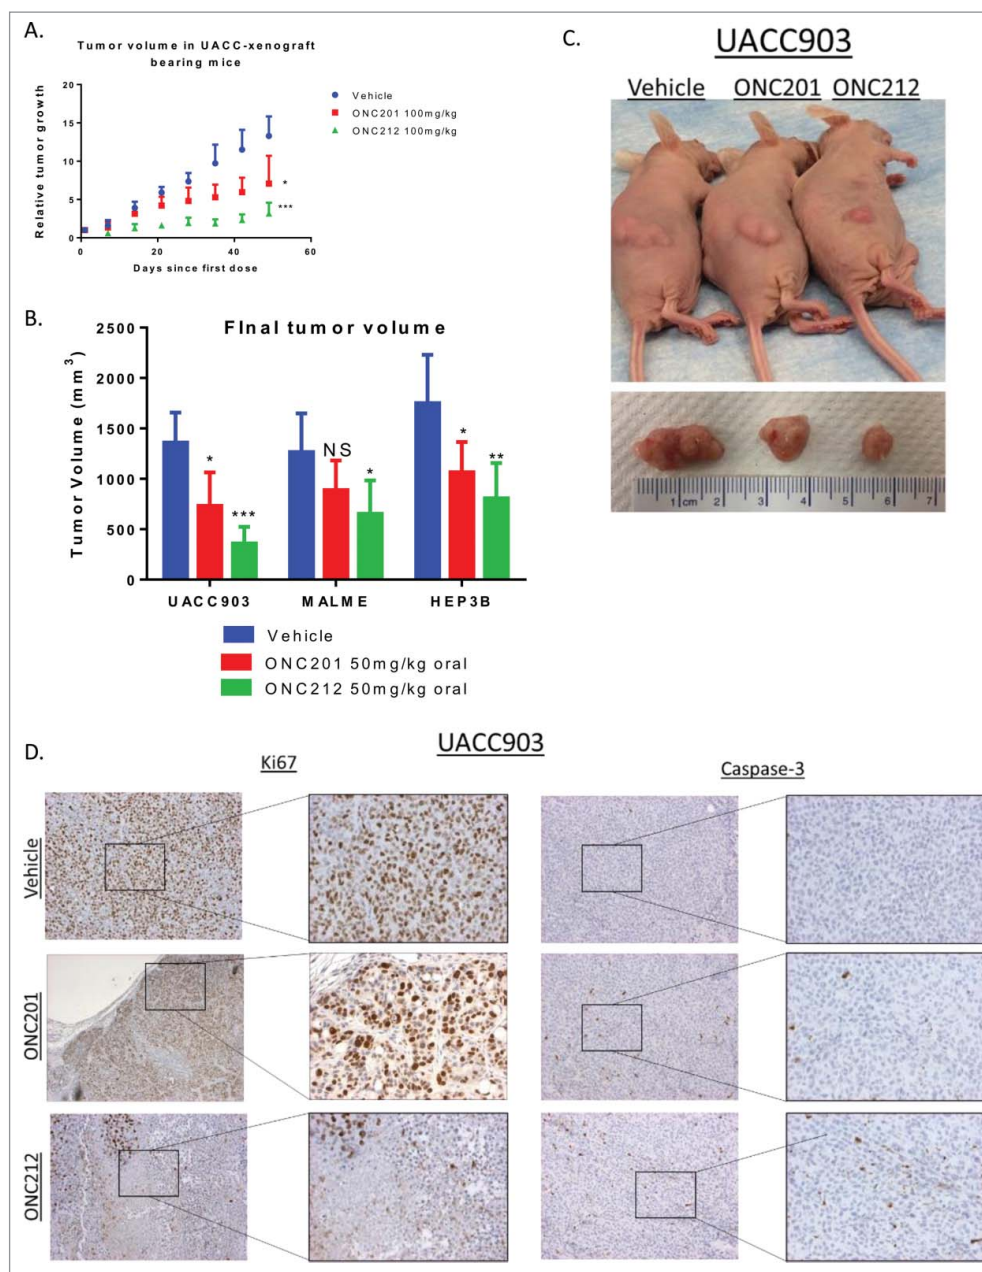 A.
Tumor volume in UACC-xenograft
bearing mice
Relative tumor growth
20
15
10
5
0
0
20
40
60
Days since first dose
Vehicle
ONC201 100mg/kg
ONC212 100mg/kg
*
***
B.
FInal tumor volume
Tumor Volume (mm3)
2500
2000
1500
1000
500
0
*
***
NS
*
*
**
UACC903
MALME
HEP3B
Vehicle
ONC201 50mg/kg oral
ONC212 50mg/kg oral
C.
UACC903
Vehicle ONC201 ONC212
1 cm 2 3 4 5 6 7
D.
UACC903
Ki67
Caspase-3
Vehicle
ONC201
ONC212